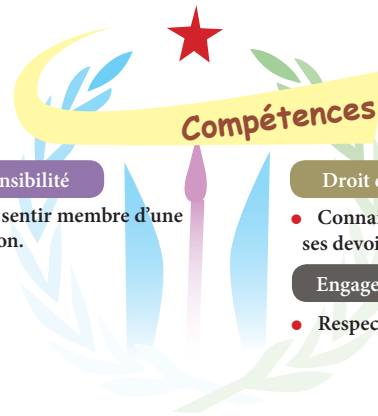 Compétences
nsibilité
sentir membre d'une
on.
Droit e
Connai
ses devoi
Engage
Respec